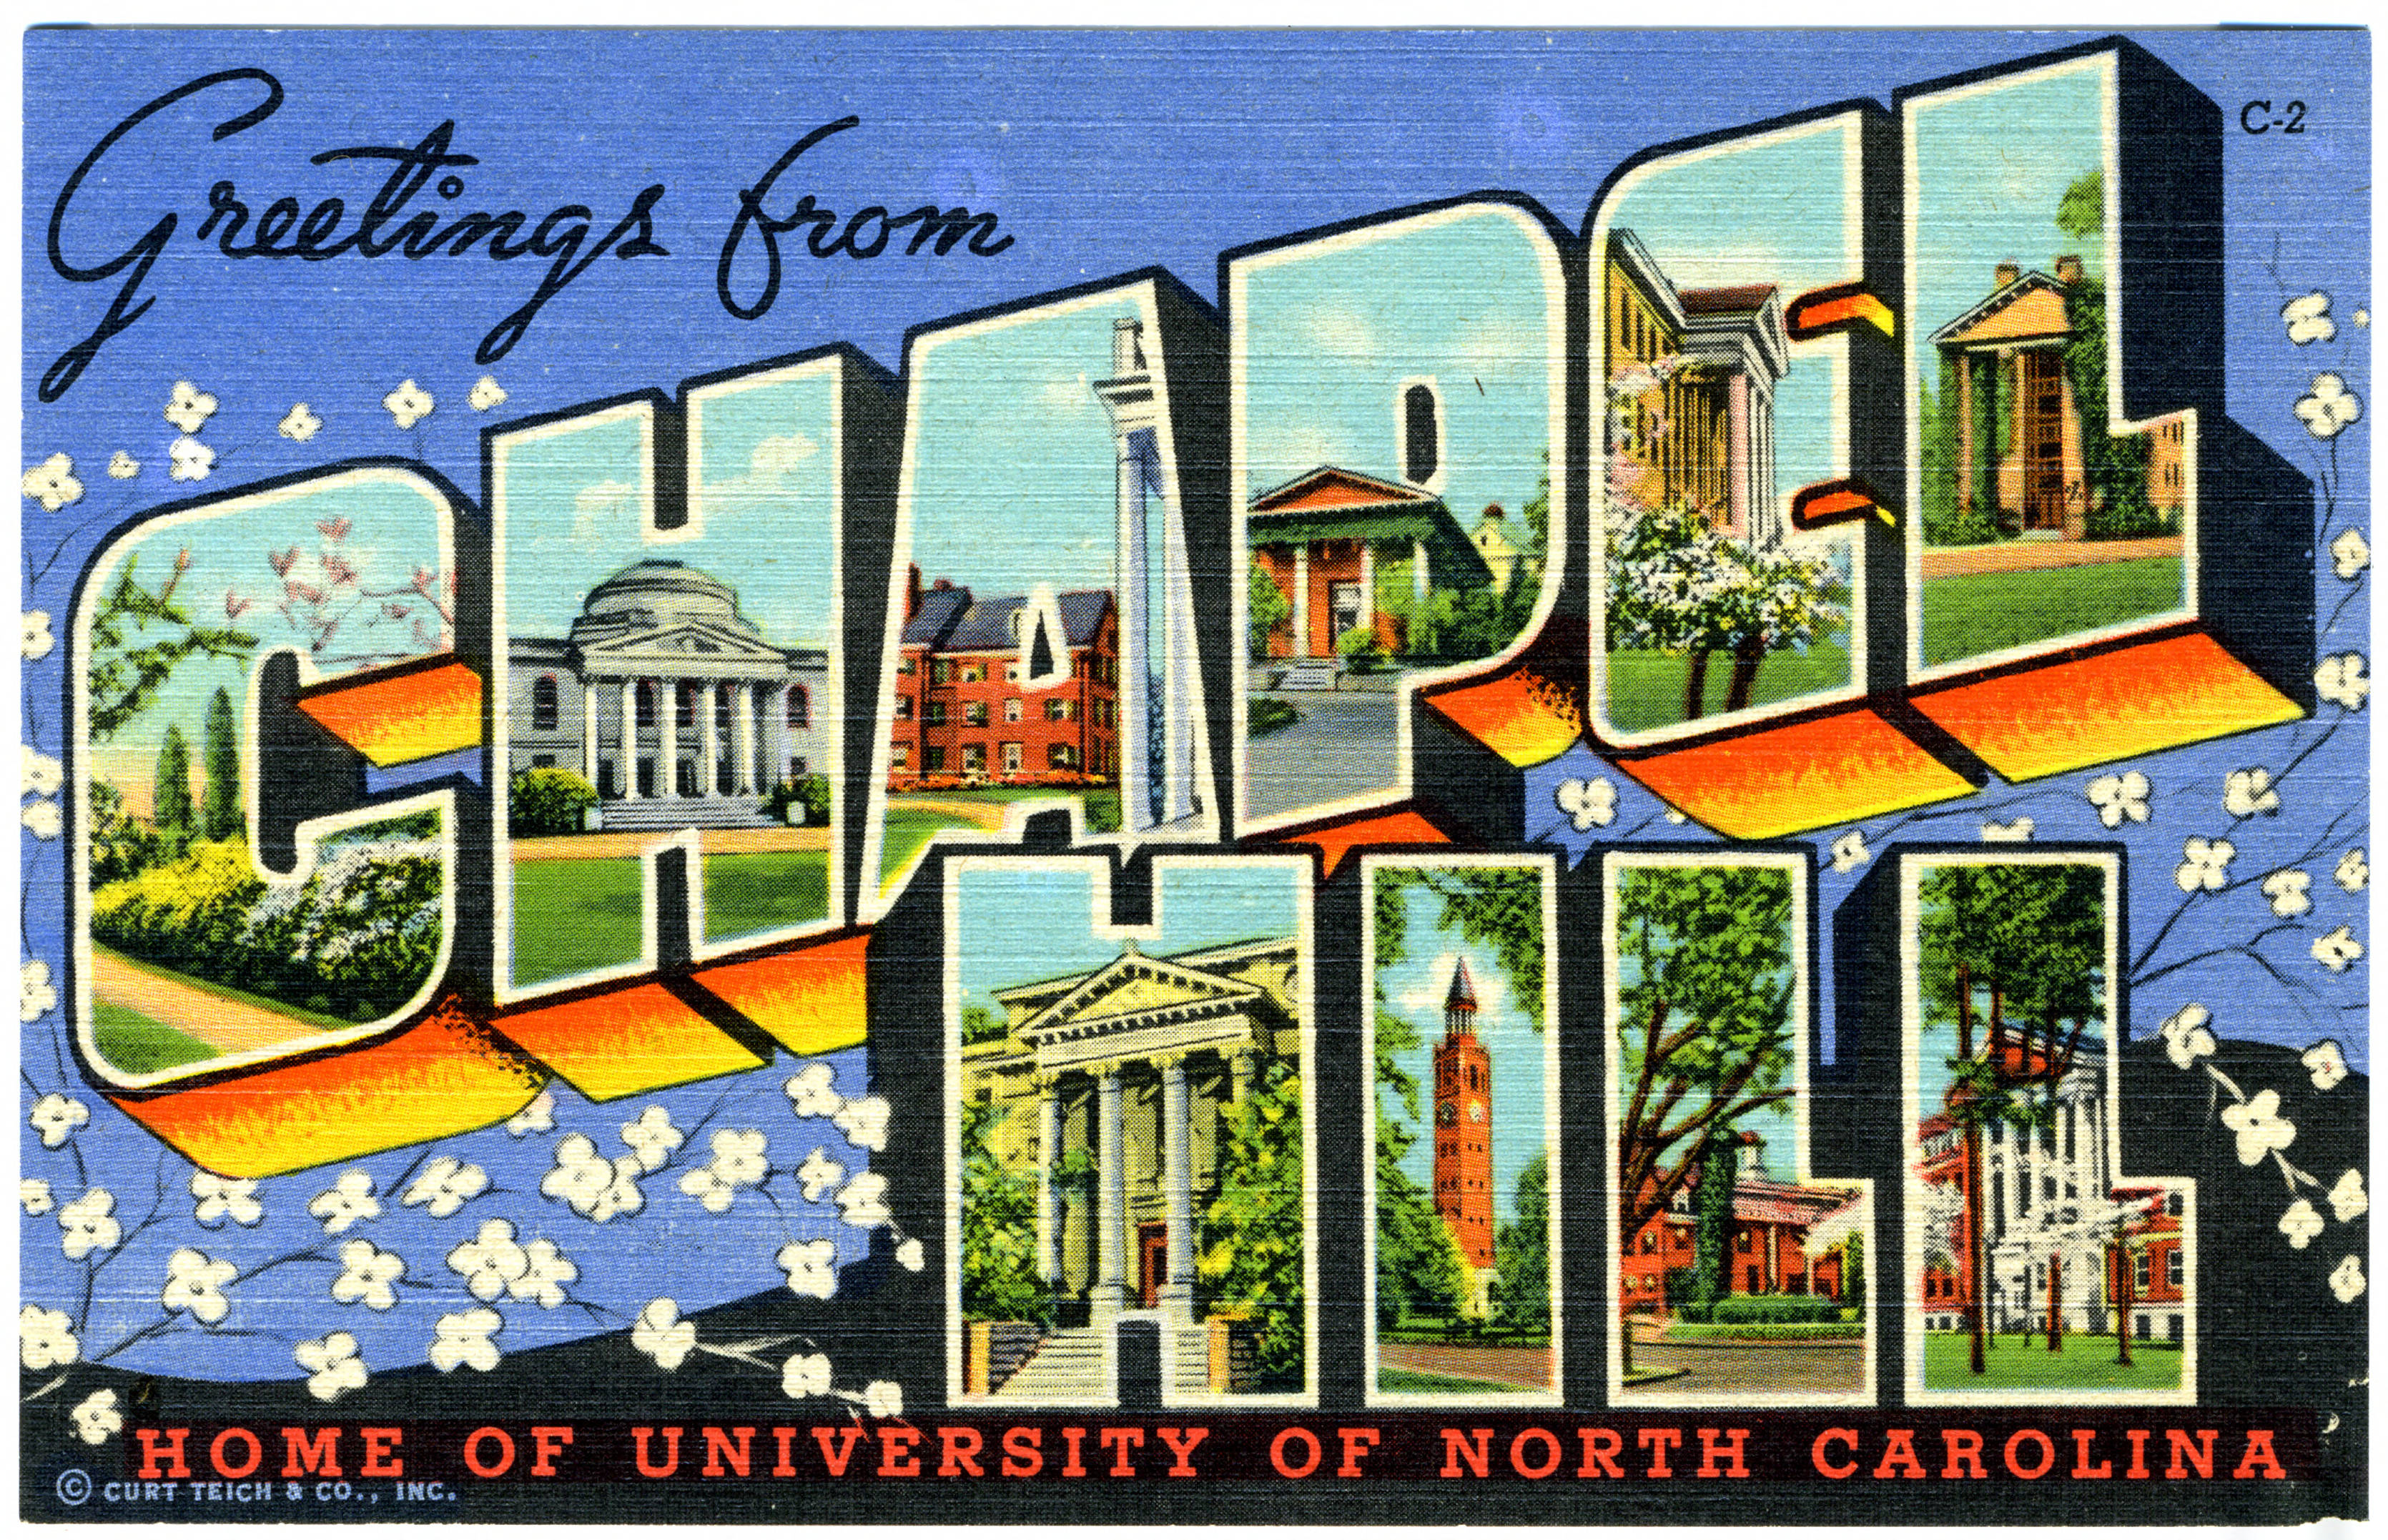 Greetings from
C-2
CHAPEL
HILL
HOME OF UNIVERSITY OF NORTH CAROLINA
© CURT TEICH & CO., INC.